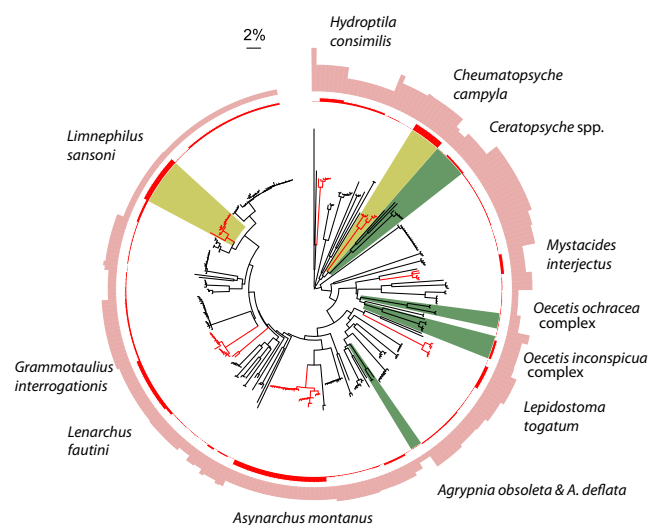 Hydroptila
consimilis
2%
Cheumatopsyche
campyla
Ceratopsyche spp.
Limnephilus
sansoni
Mystacides
interjectus
Oecetis ochracea
complex
Oecetis inconspicua
complex
Grammotaulius
interrogationis
Lepidostoma
togatum
Lenarchus
fautini
Agrypnia obsoleta & A. deflata
Asynarchus montanus